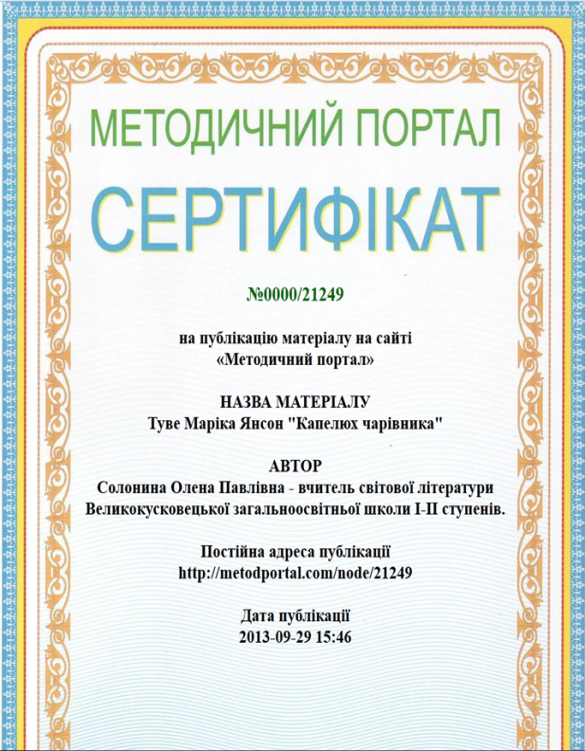 МЕТОДИЧНИЙ ПОРТАЛ
СЕРТИФІКАТ
№0000/21249
на публікацію матеріалу на сайті
«Методичний портал»
НАЗВА МАТЕРІАЛУ
Туве Маріка Янсон "Капелюх чарівника"
АВТОР
Солонина Олена Павлівна - вчитель світової літератури
Великокусковецької загальноосвітньої школи І-ІІ ступенів.
Постійна адреса публікації
http://metodportal.com/node/21249
Дата публікації
2013-09-29 15:46